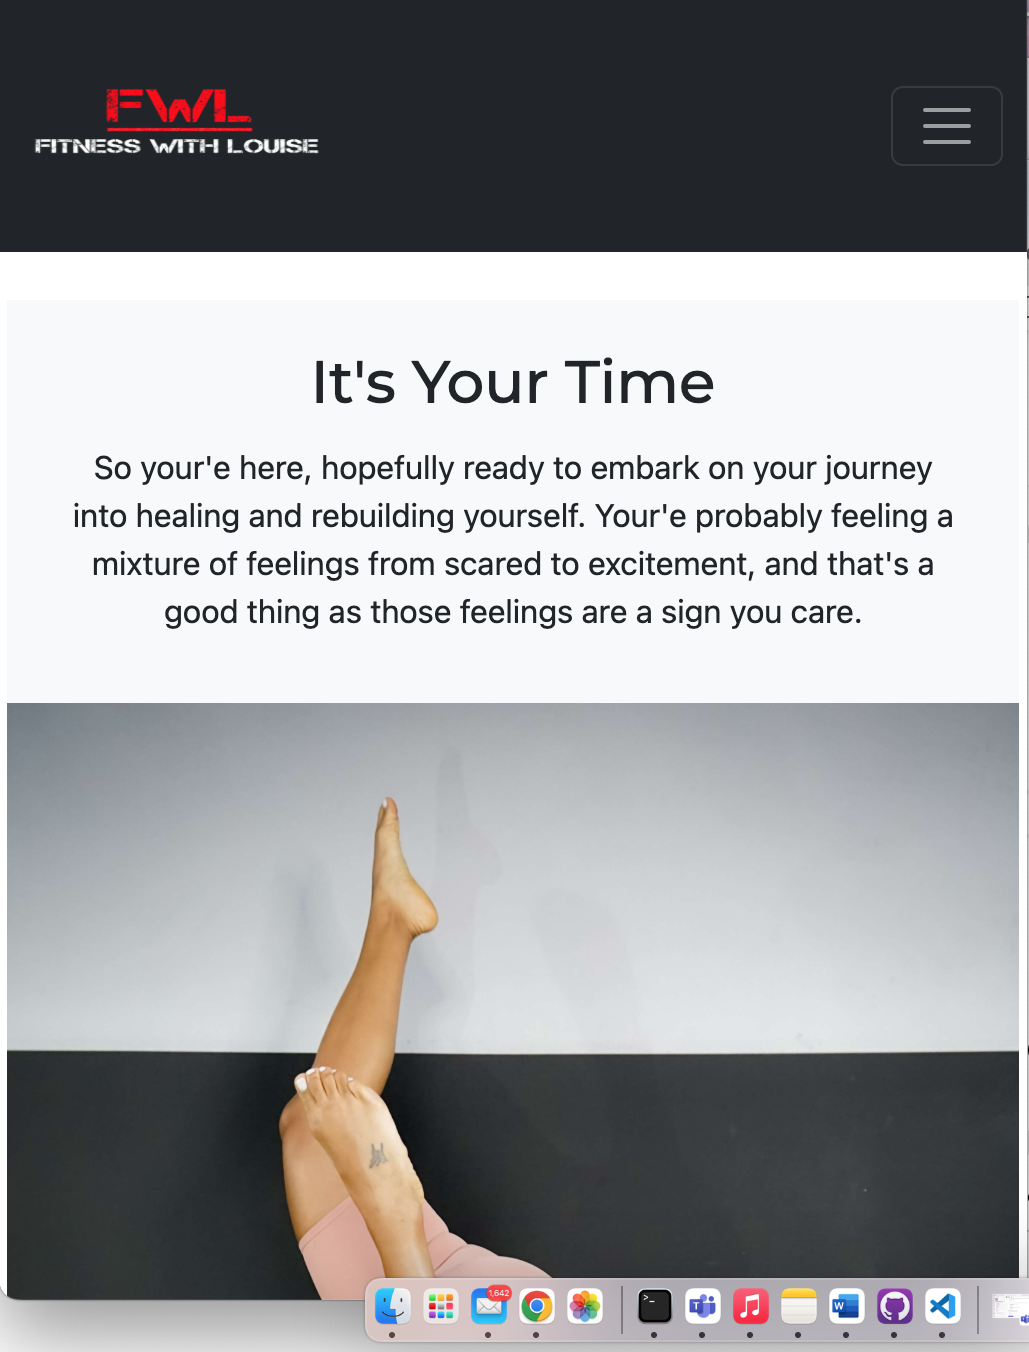 FWL
FITNESS WITH LOUISE
It's Your Time
So your'e here, hopefully ready to embark on your journey
into healing and rebuilding yourself. Your'e probably feeling a
mixture of feelings from scared to excitement, and that's a
good thing as those feelings are a sign you care.
1,642
>_
T
W